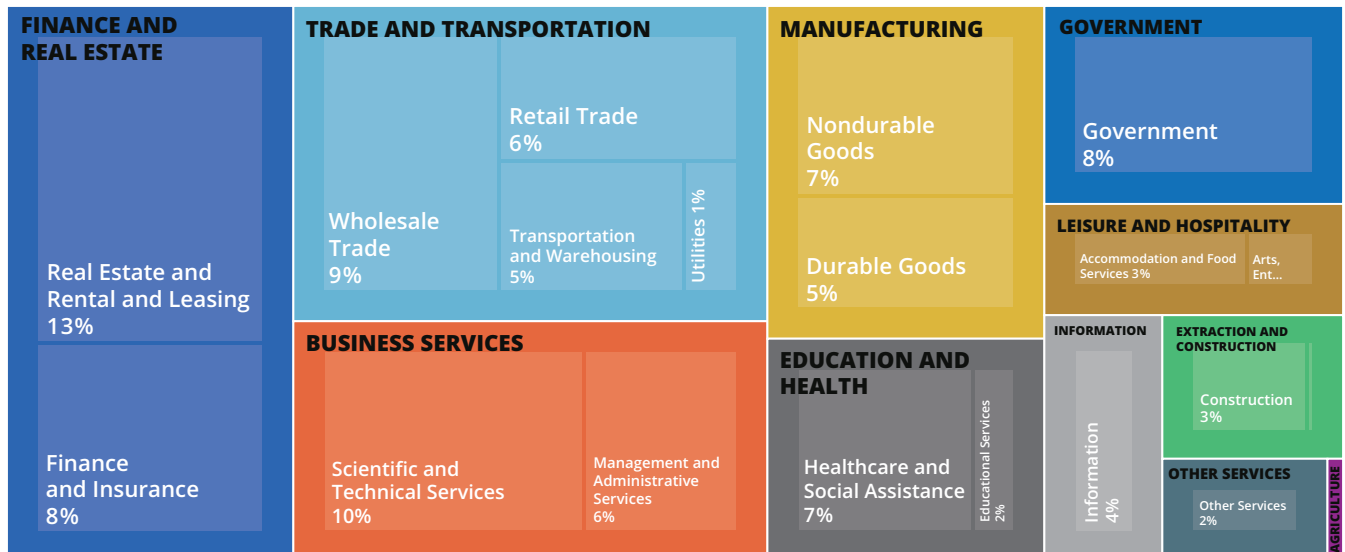 FINANCE AND
REAL ESTATE
Real Estate and
Rental and Leasing
13%
Finance
and Insurance
8%
TRADE AND TRANSPORTATION
Wholesale
Trade
9%
Retail Trade
6%
Transportation
and Warehousing
5%
Utilities 1%
BUSINESS SERVICES
Scientific and
Technical Services
10%
Management and
Administrative
Services
6%
MANUFACTURING
Nondurable
Goods
7%
Durable Goods
5%
EDUCATION AND
HEALTH
Healthcare and
Social Assistance
7%
Educational Services
2%
GOVERNMENT
Government
8%
LEISURE AND HOSPITALITY
Accommodation and Food
Services 3%
Arts,
Ent...
INFORMATION
Information
4%
EXTRACTION AND
CONSTRUCTION
Construction
3%
OTHER SERVICES
Other Services
2%
AGRICULTURE